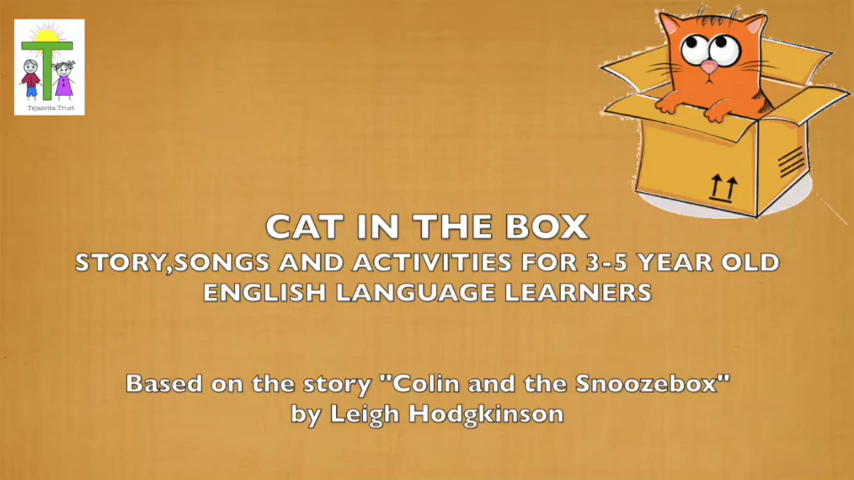 Tejasvita Trust
CAT IN THE BOX
STORY,SONGS AND ACTIVITIES FOR 3-5 YEAR OLD
ENGLISH LANGUAGE LEARNERS
Based on the story "Colin and the Snoozebox"
by Leigh Hodgkinson